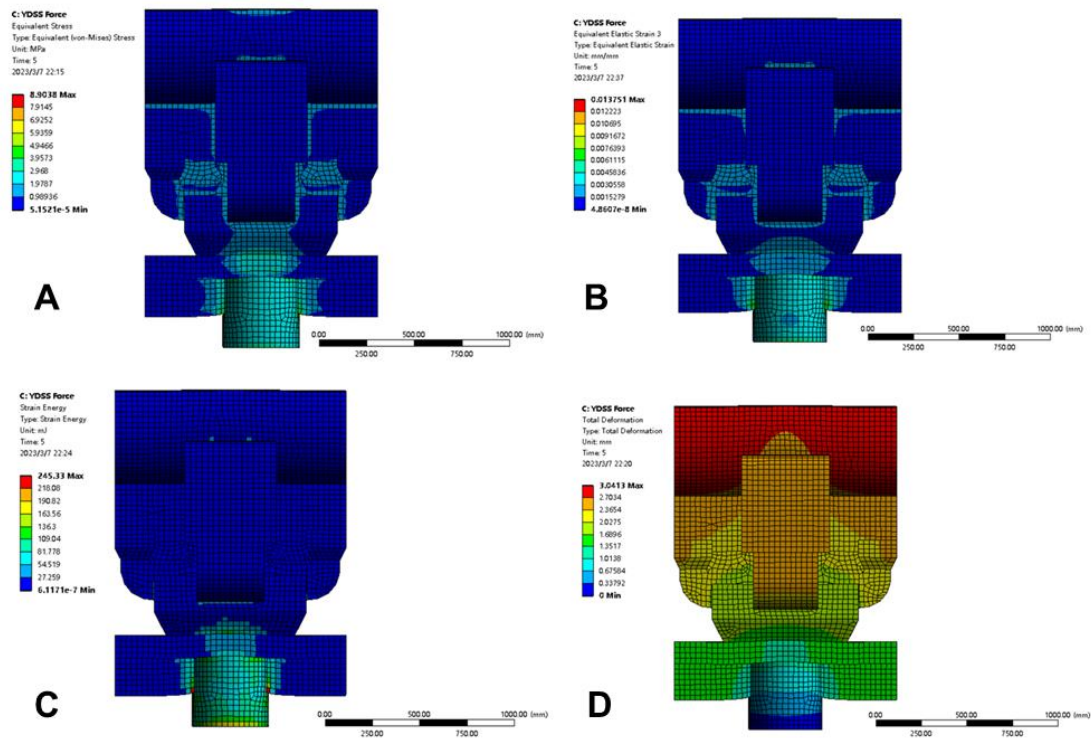 C: YDSS Force
Equivalent Stress
Type: Equivalent (von-Mises) Stress
Unit: MPa
Time: 5
2023/3/7 22:15
8.9038 Max
7.9145
6.9252
5.9359
4.9466
3.9573
2.968
1.9787
0.98936
5.1521e-5 Min
A
0.00 500.00 1000.00 (mm)
250.00 750.00
C: YDSS Force
Equivalent Elastic Strain 3
Type: Equivalent Elastic Strain
Unit: mm/mm
Time: 5
2023/3/7 22:37
0.013751 Max
0.012223
0.010695
0.0091672
0.0076393
0.0061115
0.0045836
0.0030558
0.0015279
4.8607e-8 Min
B
0.00 500.00 1000.00 (mm)
250.00 750.00
C: YDSS Force
Strain Energy
Type: Strain Energy
Unit: mJ
Time: 5
2023/3/7 22:24
245.33 Max
218.08
190.82
163.56
136.3
109.04
81.778
54.519
27.259
6.1171e-7 Min
C
0.00 500.00 1000.00 (mm)
250.00 750.00
C: YDSS Force
Total Deformation
Type: Total Deformation
Unit: mm
Time: 5
2023/3/7 22:20
3.0413 Max
2.7034
2.3654
2.0275
1.6896
1.3517
1.0138
0.67584
0.33792
0 Min
D
0.00 500.00 1000.00 (mm)
250.00 750.00